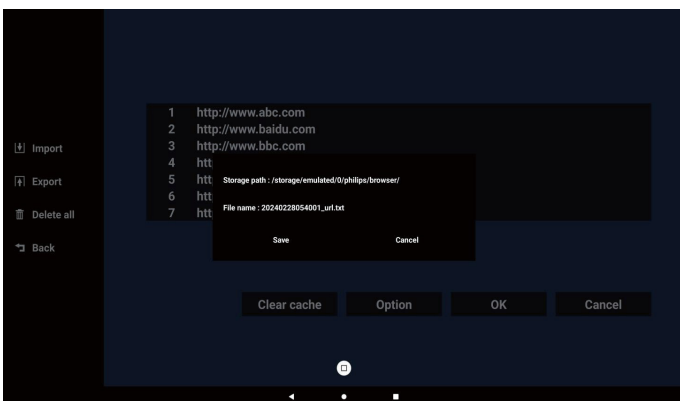 Import
Export
Delete all
Back
1 http://www.abc.com
2 http://www.baidu.com
3 http://www.bbc.com
4 htt
5 htt
6 htt
7 htt
Storage path : /storage/emulated/0/philips/browser/
File name : 20240228054001_url.txt
Save Cancel
Clear cache Option OK Cancel